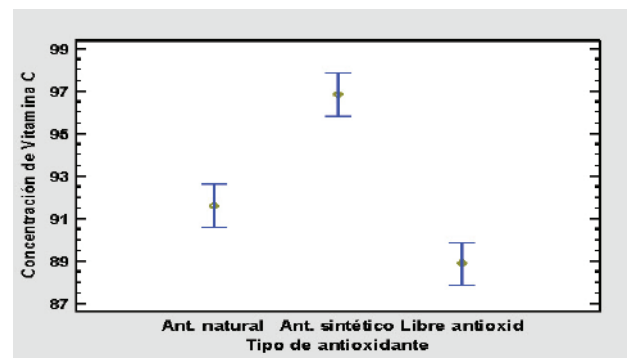 Concentración de Vitamina C
99
97
95
93
91
89
87
Ant. natural Ant. sintético Libre antioxid
Tipo de antioxidante